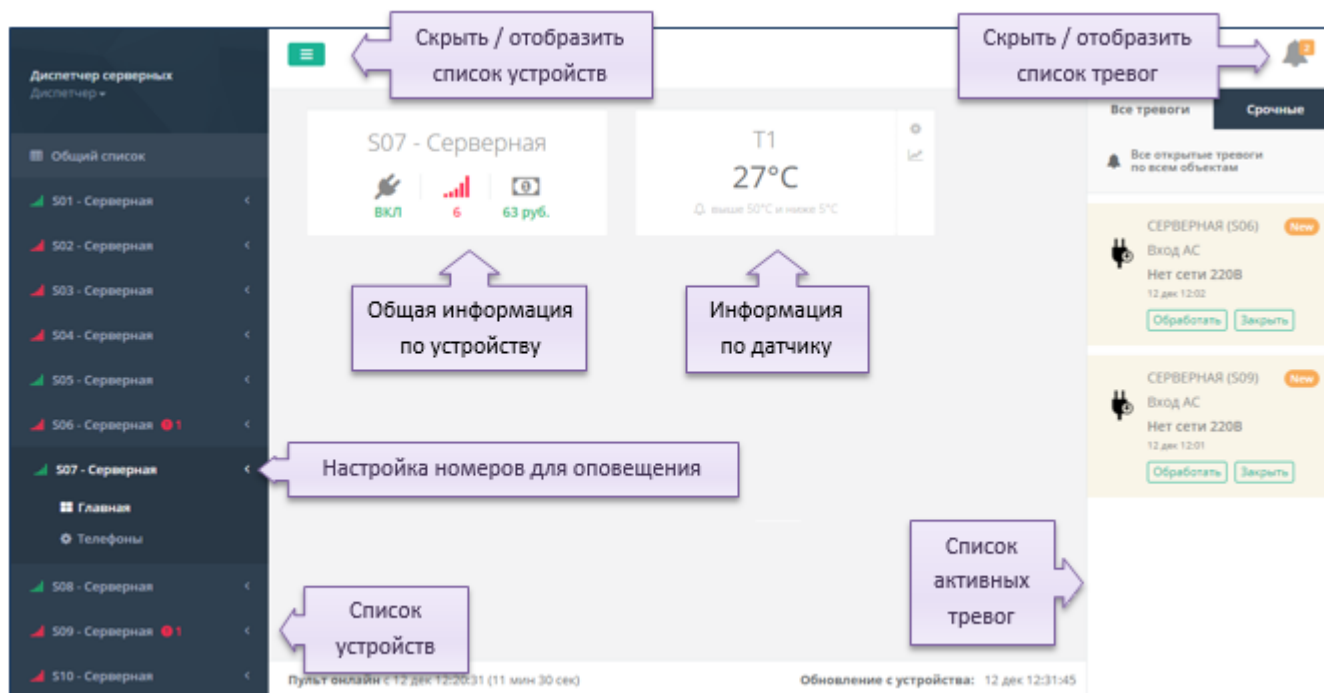 Скрыть / отобразить
список устройств
Скрыть / отобразить
список тревог
2
Диспетчер серверных
Диспетчер
Общий список
S01 - Серверная
S02 - Серверная
S03 - Серверная
S04 - Серверная
S05 - Серверная
S06 - Серверная 1
S07 - Серверная
Главная
Телефоны
S08 - Серверная
S09 - Серверная 1
S10 - Серверная
S07 - Серверная
ВКЛ
6
63 руб.
T1
27°C
выше 50°C и ниже 5°C
Общая информация
по устройству
Информация
по датчику
Настройка номеров для оповещения
Список
устройств
Список
активных
тревог
Все тревоги
Срочные
Все открытые тревоги
по всем объектам
СЕРВЕРНАЯ (S06) New
Вход AC
Нет сети 220В
12 дек 12:02
Обработать Закрыть
СЕРВЕРНАЯ (S09) New
Вход AC
Нет сети 220В
12 дек 12:01
Обработать Закрыть
Пульт онлайн с 12 дек 12:20:31 (11 мин 30 сек)
Обновление с устройства: 12 дек 12:31:45